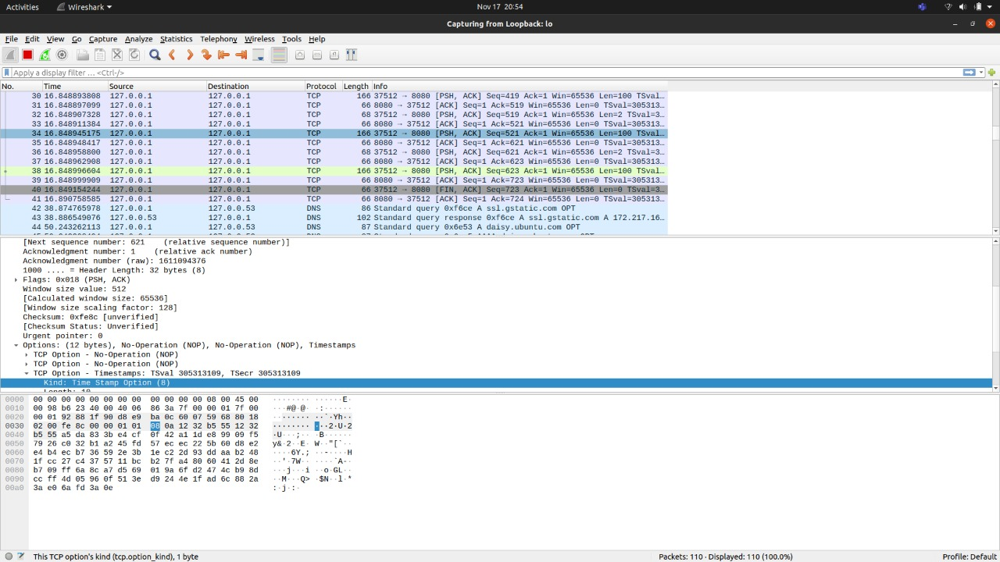 Activities Wireshark Nov 17 20:54
Capturing from Loopback: lo
File Edit View Go Capture Analyze Statistics Telephony Wireless Tools Help
Apply a display filter … <Ctrl-/>
No. Time Source Destination Protocol Length Info
30 16.848893808 127.0.0.1 127.0.0.1 TCP 166 37512 → 8080 [PSH, ACK] Seq=419 Ack=1 Win=65536 Len=100 TSval…
31 16.848897099 127.0.0.1 127.0.0.1 TCP 66 8080 → 37512 [ACK] Seq=1 Ack=519 Win=65536 Len=0 TSval=305313…
32 16.848907328 127.0.0.1 127.0.0.1 TCP 68 37512 → 8080 [PSH, ACK] Seq=519 Ack=1 Win=65536 Len=2 TSval=3…
33 16.848911384 127.0.0.1 127.0.0.1 TCP 66 8080 → 37512 [ACK] Seq=1 Ack=521 Win=65536 Len=0 TSval=305313…
34 16.848945175 127.0.0.1 127.0.0.1 TCP 166 37512 → 8080 [PSH, ACK] Seq=521 Ack=1 Win=65536 Len=100 TSval…
35 16.848948417 127.0.0.1 127.0.0.1 TCP 66 8080 → 37512 [ACK] Seq=1 Ack=621 Win=65536 Len=0 TSval=305313…
36 16.848958800 127.0.0.1 127.0.0.1 TCP 68 37512 → 8080 [PSH, ACK] Seq=621 Ack=1 Win=65536 Len=2 TSval=3…
37 16.848962908 127.0.0.1 127.0.0.1 TCP 66 8080 → 37512 [ACK] Seq=1 Ack=623 Win=65536 Len=0 TSval=305313…
38 16.848996604 127.0.0.1 127.0.0.1 TCP 166 37512 → 8080 [PSH, ACK] Seq=623 Ack=1 Win=65536 Len=100 TSval…
39 16.848999909 127.0.0.1 127.0.0.1 TCP 66 8080 → 37512 [ACK] Seq=1 Ack=723 Win=65536 Len=0 TSval=305313…
40 16.849154244 127.0.0.1 127.0.0.1 TCP 66 37512 → 8080 [FIN, ACK] Seq=723 Ack=1 Win=65536 Len=0 TSval=3…
41 16.890758585 127.0.0.1 127.0.0.1 TCP 66 8080 → 37512 [ACK] Seq=1 Ack=724 Win=65536 Len=0 TSval=305313…
42 38.874765978 127.0.0.1 127.0.0.53 DNS 86 Standard query 0xf6ce A ssl.gstatic.com OPT
43 38.886549076 127.0.0.53 127.0.0.1 DNS 102 Standard query response 0xf6ce A ssl.gstatic.com A 172.217.16…
44 50.243262113 127.0.0.1 127.0.0.53 DNS 87 Standard query 0x6e53 A daisy.ubuntu.com OPT
[Next sequence number: 621 (relative sequence number)]
Acknowledgment number: 1 (relative ack number)
Acknowledgment number (raw): 1611094376
1000 .... = Header Length: 32 bytes (8)
Flags: 0x018 (PSH, ACK)
Window size value: 512
[Calculated window size: 65536]
[Window size scaling factor: 128]
Checksum: 0xfe8c [unverified]
[Checksum Status: Unverified]
Urgent pointer: 0
Options: (12 bytes), No-Operation (NOP), No-Operation (NOP), Timestamps
TCP Option - No-Operation (NOP)
TCP Option - No-Operation (NOP)
TCP Option - Timestamps: TSval 305313109, TSecr 305313109
Kind: Time Stamp Option (8)
Length: 10
0000 00 00 00 00 00 00 00 00 00 00 00 00 08 00 45 00 ········ ······E·
0010 00 98 b6 23 40 00 40 06 86 3a 7f 00 00 01 7f 00 ···#@·@· ·:······
0020 00 01 92 88 1f 90 d8 e9 ba 0c 60 07 59 68 80 18 ········ ··`·Yh··
0030 02 00 fe 8c 00 00 01 01 08 0a 12 32 b5 55 12 32 ········ ···2·U·2
0040 b5 55 a5 da 83 3b e4 cf 0f 42 a1 1d e8 99 09 f5 ·U···;·· ·B······
0050 79 26 c0 32 b1 a2 45 fd 57 ec ec 22 5b 60 d8 e2 y&·2··E· W··"[`··
0060 e4 b4 ec b7 36 59 2e 3b 1e c2 2d 93 dd aa b2 48 ····6Y.; ··-····H
0070 1f cc 27 c4 37 57 11 bc b2 7f a4 80 60 41 2d 8e ··'·7W·· ····`A-·
0080 b7 09 ff 6a 8c a7 d5 69 01 9a 6f d2 47 4c b9 8d ···j···i ··o·GL··
0090 cc ff 4d 05 96 0f 51 3e d9 24 4e 1f ad 6c 88 2a ··M···Q> ·$N··l·*
00a0 3a e0 6a fd 3a 0e :·j·:·
This TCP option's kind (tcp.option_kind), 1 byte Packets: 110 · Displayed: 110 (100.0%) Profile: Default